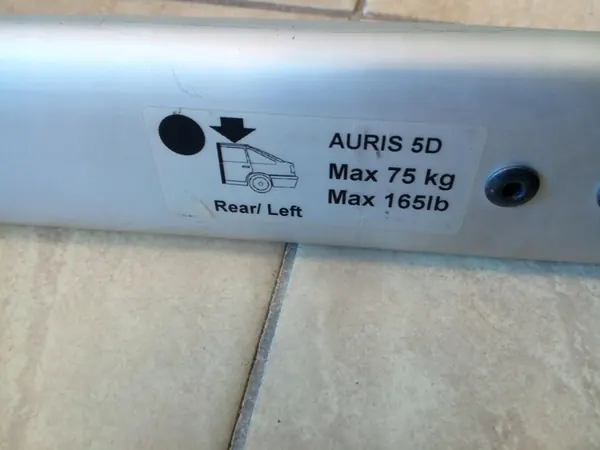 AURIS 5D
Max 75 kg
Max 165lb
Rear/ Left